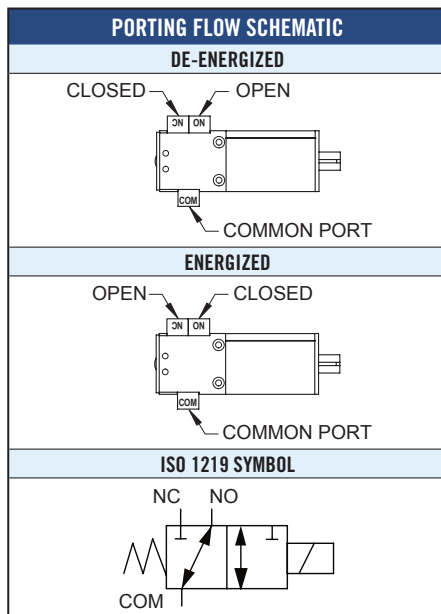 PORTING FLOW SCHEMATIC
DE-ENERGIZED
CLOSED OPEN
NC NO
COM
COMMON PORT
ENERGIZED
OPEN CLOSED
NC NO
COM
COMMON PORT
ISO 1219 SYMBOL
NC NO
COM